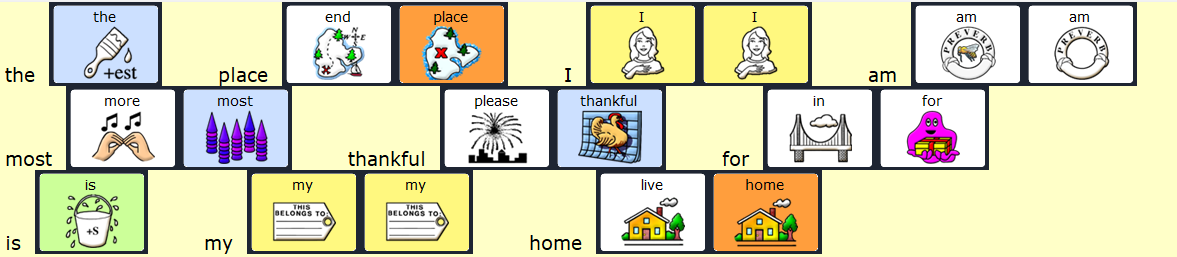 the the +est place end N W E S place I I I am am PREVERB am PREVERB
most more most thankful please thankful for in for
is is +S my my THIS BELONGS TO: my THIS BELONGS TO: home live home